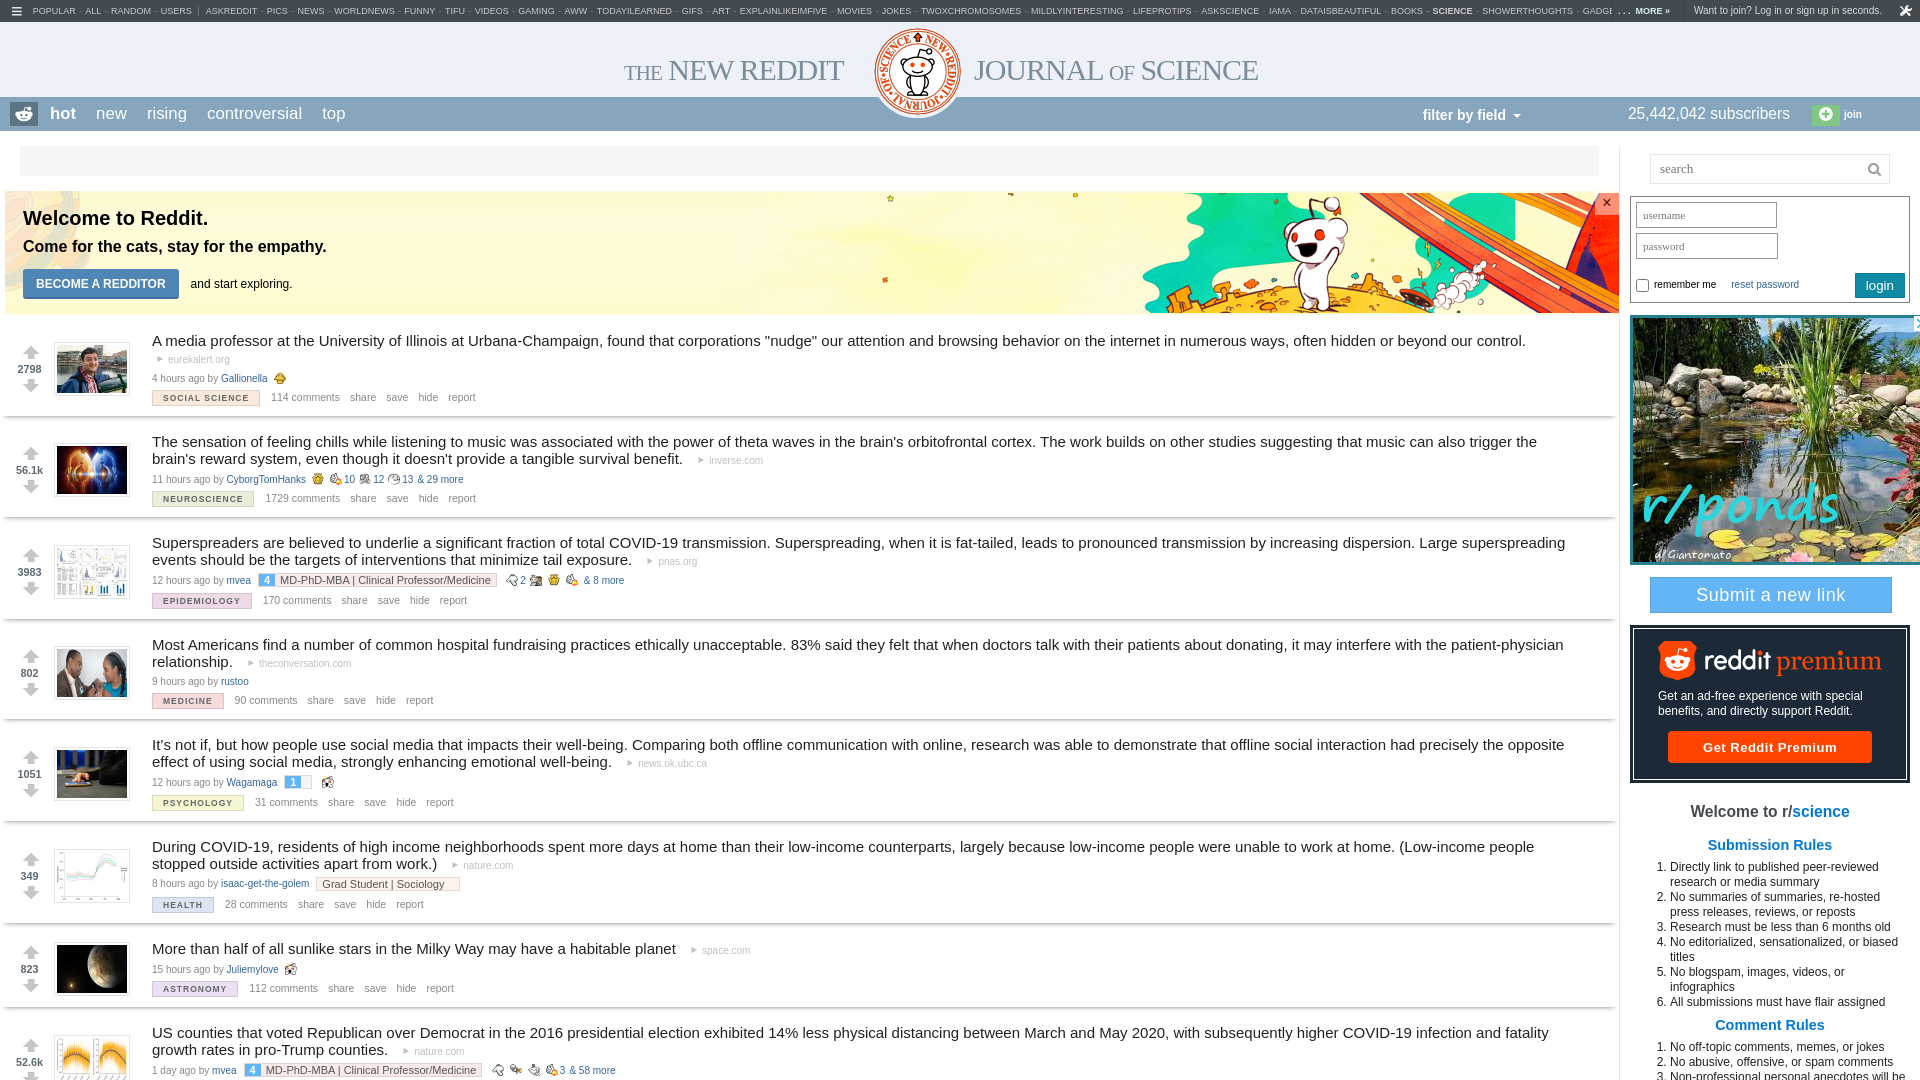 POPULAR - ALL - RANDOM - USERS | ASKREDDIT - PICS - NEWS - WORLDNEWS - FUNNY - TIFU - VIDEOS - GAMING - AWW - TODAYILEARNED - GIFS - ART - EXPLAINLIKEIMFIVE - MOVIES - JOKES - TWOXCHROMOSOMES - MILDLYINTERESTING - LIFEPROTIPS - ASKSCIENCE - IAMA - DATAISBEAUTIFUL - BOOKS - SCIENCE - SHOWERTHOUGHTS - GADGE ... MORE »
Want to join? Log in or sign up in seconds.
THE NEW REDDIT JOURNAL OF SCIENCE
NEW·REDDIT·JOURNAL·OF·SCIENCE
hot new rising controversial top
filter by field
25,442,042 subscribers
join
search
Welcome to Reddit.
Come for the cats, stay for the empathy.
BECOME A REDDITOR and start exploring.
×
username
password
remember me reset password login
A media professor at the University of Illinois at Urbana-Champaign, found that corporations "nudge" our attention and browsing behavior on the internet in numerous ways, often hidden or beyond our control.
► eurekalert.org
2798
4 hours ago by Gallionella
SOCIAL SCIENCE 114 comments share save hide report
The sensation of feeling chills while listening to music was associated with the power of theta waves in the brain's orbitofrontal cortex. The work builds on other studies suggesting that music can also trigger the
brain's reward system, even though it doesn't provide a tangible survival benefit. ► inverse.com
56.1k
11 hours ago by CyborgTomHanks 10 12 13 & 29 more
NEUROSCIENCE 1729 comments share save hide report
Superspreaders are believed to underlie a significant fraction of total COVID-19 transmission. Superspreading, when it is fat-tailed, leads to pronounced transmission by increasing dispersion. Large superspreading
events should be the targets of interventions that minimize tail exposure. ► pnas.org
3983
12 hours ago by mvea 4 MD-PhD-MBA | Clinical Professor/Medicine 2 & 8 more
EPIDEMIOLOGY 170 comments share save hide report
Most Americans find a number of common hospital fundraising practices ethically unacceptable. 83% said they felt that when doctors talk with their patients about donating, it may interfere with the patient-physician
relationship. ► theconversation.com
802
9 hours ago by rustoo
MEDICINE 90 comments share save hide report
It’s not if, but how people use social media that impacts their well-being. Comparing both offline communication with online, research was able to demonstrate that offline social interaction had precisely the opposite
effect of using social media, strongly enhancing emotional well-being. ► news.ok.ubc.ca
1051
12 hours ago by Wagamaga 1
PSYCHOLOGY 31 comments share save hide report
During COVID-19, residents of high income neighborhoods spent more days at home than their low-income counterparts, largely because low-income people were unable to work at home. (Low-income people
stopped outside activities apart from work.) ► nature.com
349
8 hours ago by isaac-get-the-golem Grad Student | Sociology
HEALTH 28 comments share save hide report
More than half of all sunlike stars in the Milky Way may have a habitable planet ► space.com
823
15 hours ago by Juliemylove
ASTRONOMY 112 comments share save hide report
US counties that voted Republican over Democrat in the 2016 presidential election exhibited 14% less physical distancing between March and May 2020, with subsequently higher COVID-19 infection and fatality
growth rates in pro-Trump counties. ► nature.com
52.6k
1 day ago by mvea 4 MD-PhD-MBA | Clinical Professor/Medicine 3 & 58 more
r/ponds
u/Giantomato
Submit a new link
reddit premium
Get an ad-free experience with special
benefits, and directly support Reddit.
Get Reddit Premium
Welcome to r/science
Submission Rules
1. Directly link to published peer-reviewed
research or media summary
2. No summaries of summaries, re-hosted
press releases, reviews, or reposts
3. Research must be less than 6 months old
4. No editorialized, sensationalized, or biased
titles
5. No blogspam, images, videos, or
infographics
6. All submissions must have flair assigned
Comment Rules
1. No off-topic comments, memes, or jokes
2. No abusive, offensive, or spam comments
3. Non-professional personal anecdotes will be